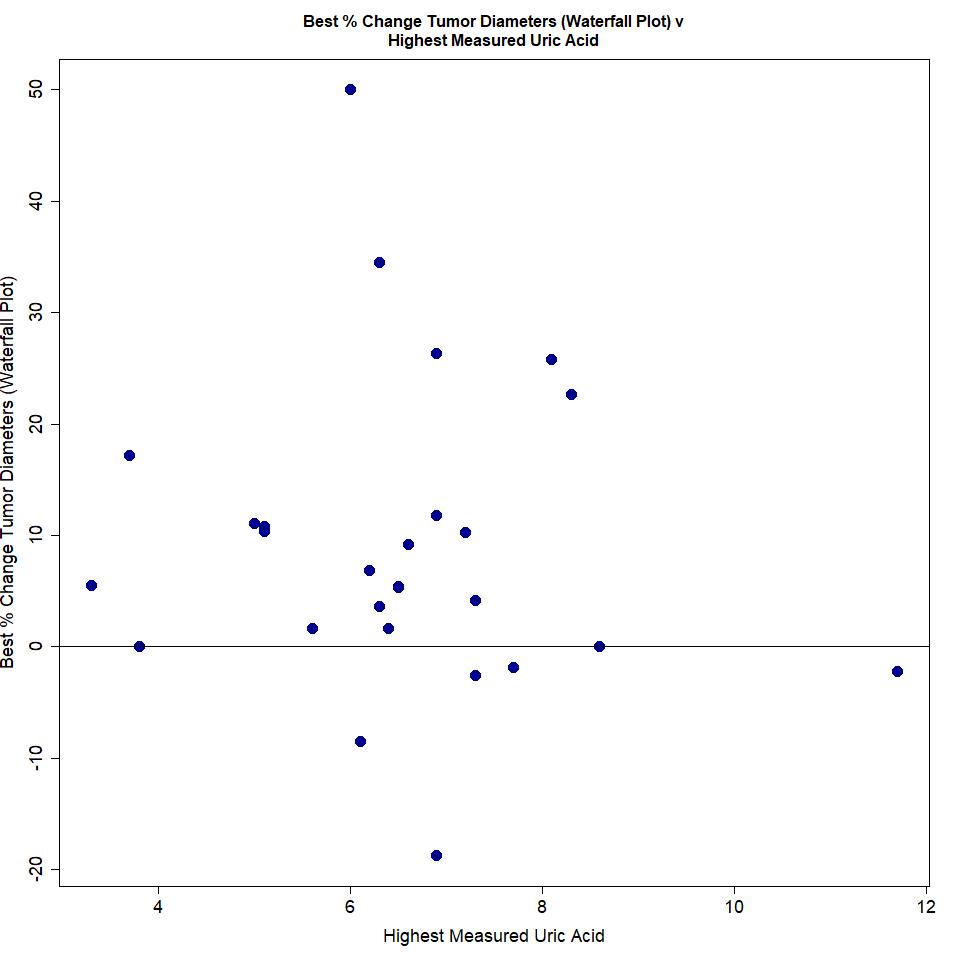 Best % Change Tumor Diameters (Waterfall Plot) v
Highest Measured Uric Acid
Best % Change Tumor Diameters (Waterfall Plot)
50
40
30
20
10
0
-10
-20
4 6 8 10 12
Highest Measured Uric Acid